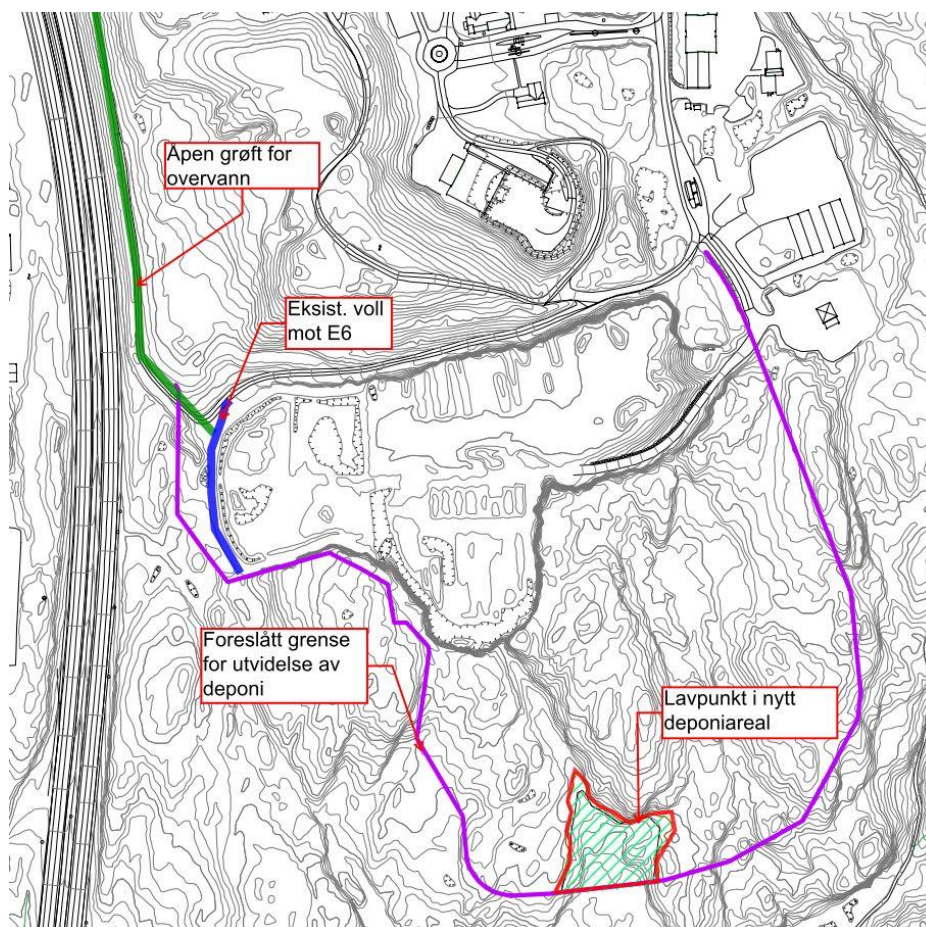 Åpen grøft for
overvann
Eksist. voll
mot E6
Foreslått grense
for utvidelse av
deponi
Lavpunkt i nytt
deponiareal